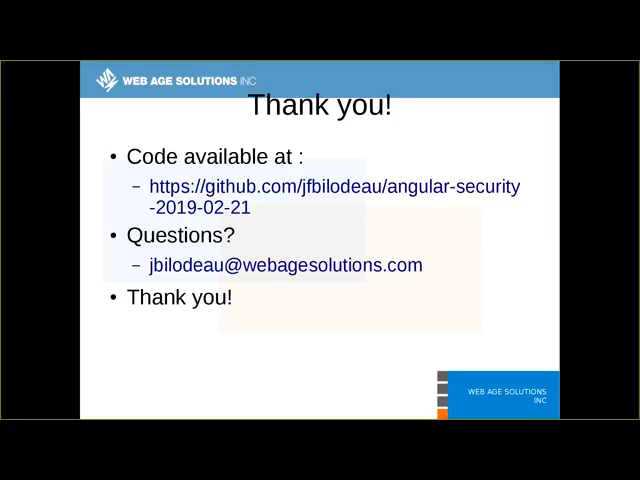 WEB AGE SOLUTIONS INC
Thank you!
• Code available at :
– https://github.com/jfbilodeau/angular-security
-2019-02-21
• Questions?
– jbilodeau@webagesolutions.com
• Thank you!
WEB AGE SOLUTIONS
INC